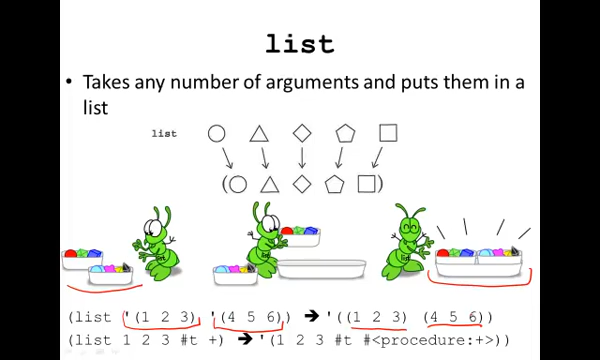 list
• Takes any number of arguments and puts them in a
list
list
( )
(list '(1 2 3) '(4 5 6)) → '((1 2 3) (4 5 6))
(list 1 2 3 #t +) → '(1 2 3 #t #<procedure:+>))